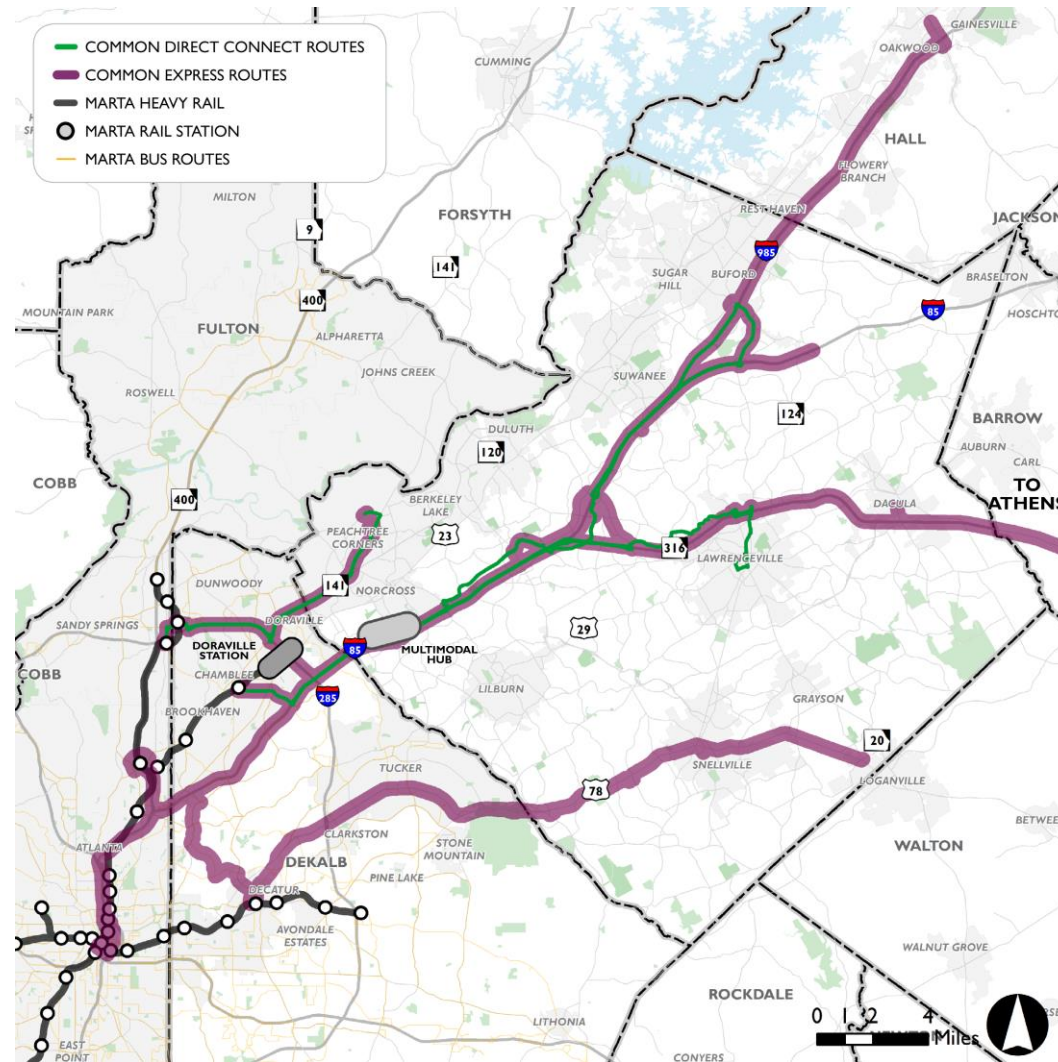 COMMON DIRECT CONNECT ROUTES
COMMON EXPRESS ROUTES
MARTA HEAVY RAIL
MARTA RAIL STATION
MARTA BUS ROUTES
GAINESVILLE
OAKWOOD
CUMMING
HALL
FLOWERY
BRANCH
MILTON
REST HAVEN
FORSYTH
JACKSON
9
141
985
SUGAR
HILL
BUFORD
BRASELTON
400
85
HOSCHTO
MOUNTAIN PARK
FULTON
ALPHARETTA
JOHNS CREEK
SUWANEE
ROSWELL
124
BARROW
DULUTH
120
AUBURN
CARL
COBB
TO
ATHENS
400
BERKELEY
LAKE
DACULA
PEACHTREE
CORNERS
23
316
LAWRENCEVILLE
DUNWOODY
141
NORCROSS
SANDY SPRINGS
DORAVILLE
29
DORAVILLE
STATION
85
MULTIMODAL
HUB
COBB
CHAMBLEE
285
LILBURN
GRAYSON
BROOKHAVEN
20
SNELLVILLE
TUCKER
LOGANVILLE
78
CLARKSTON
BETWEE
ATLANTA
STONE
MOUNTAIN
WALTON
DEKALB
PINE LAKE
DECATUR
AVONDALE
ESTATES
WALNUT GROVE
ROCKDALE
0 1 2 4
Miles
LITHONIA
EAST
POINT
CONYERS